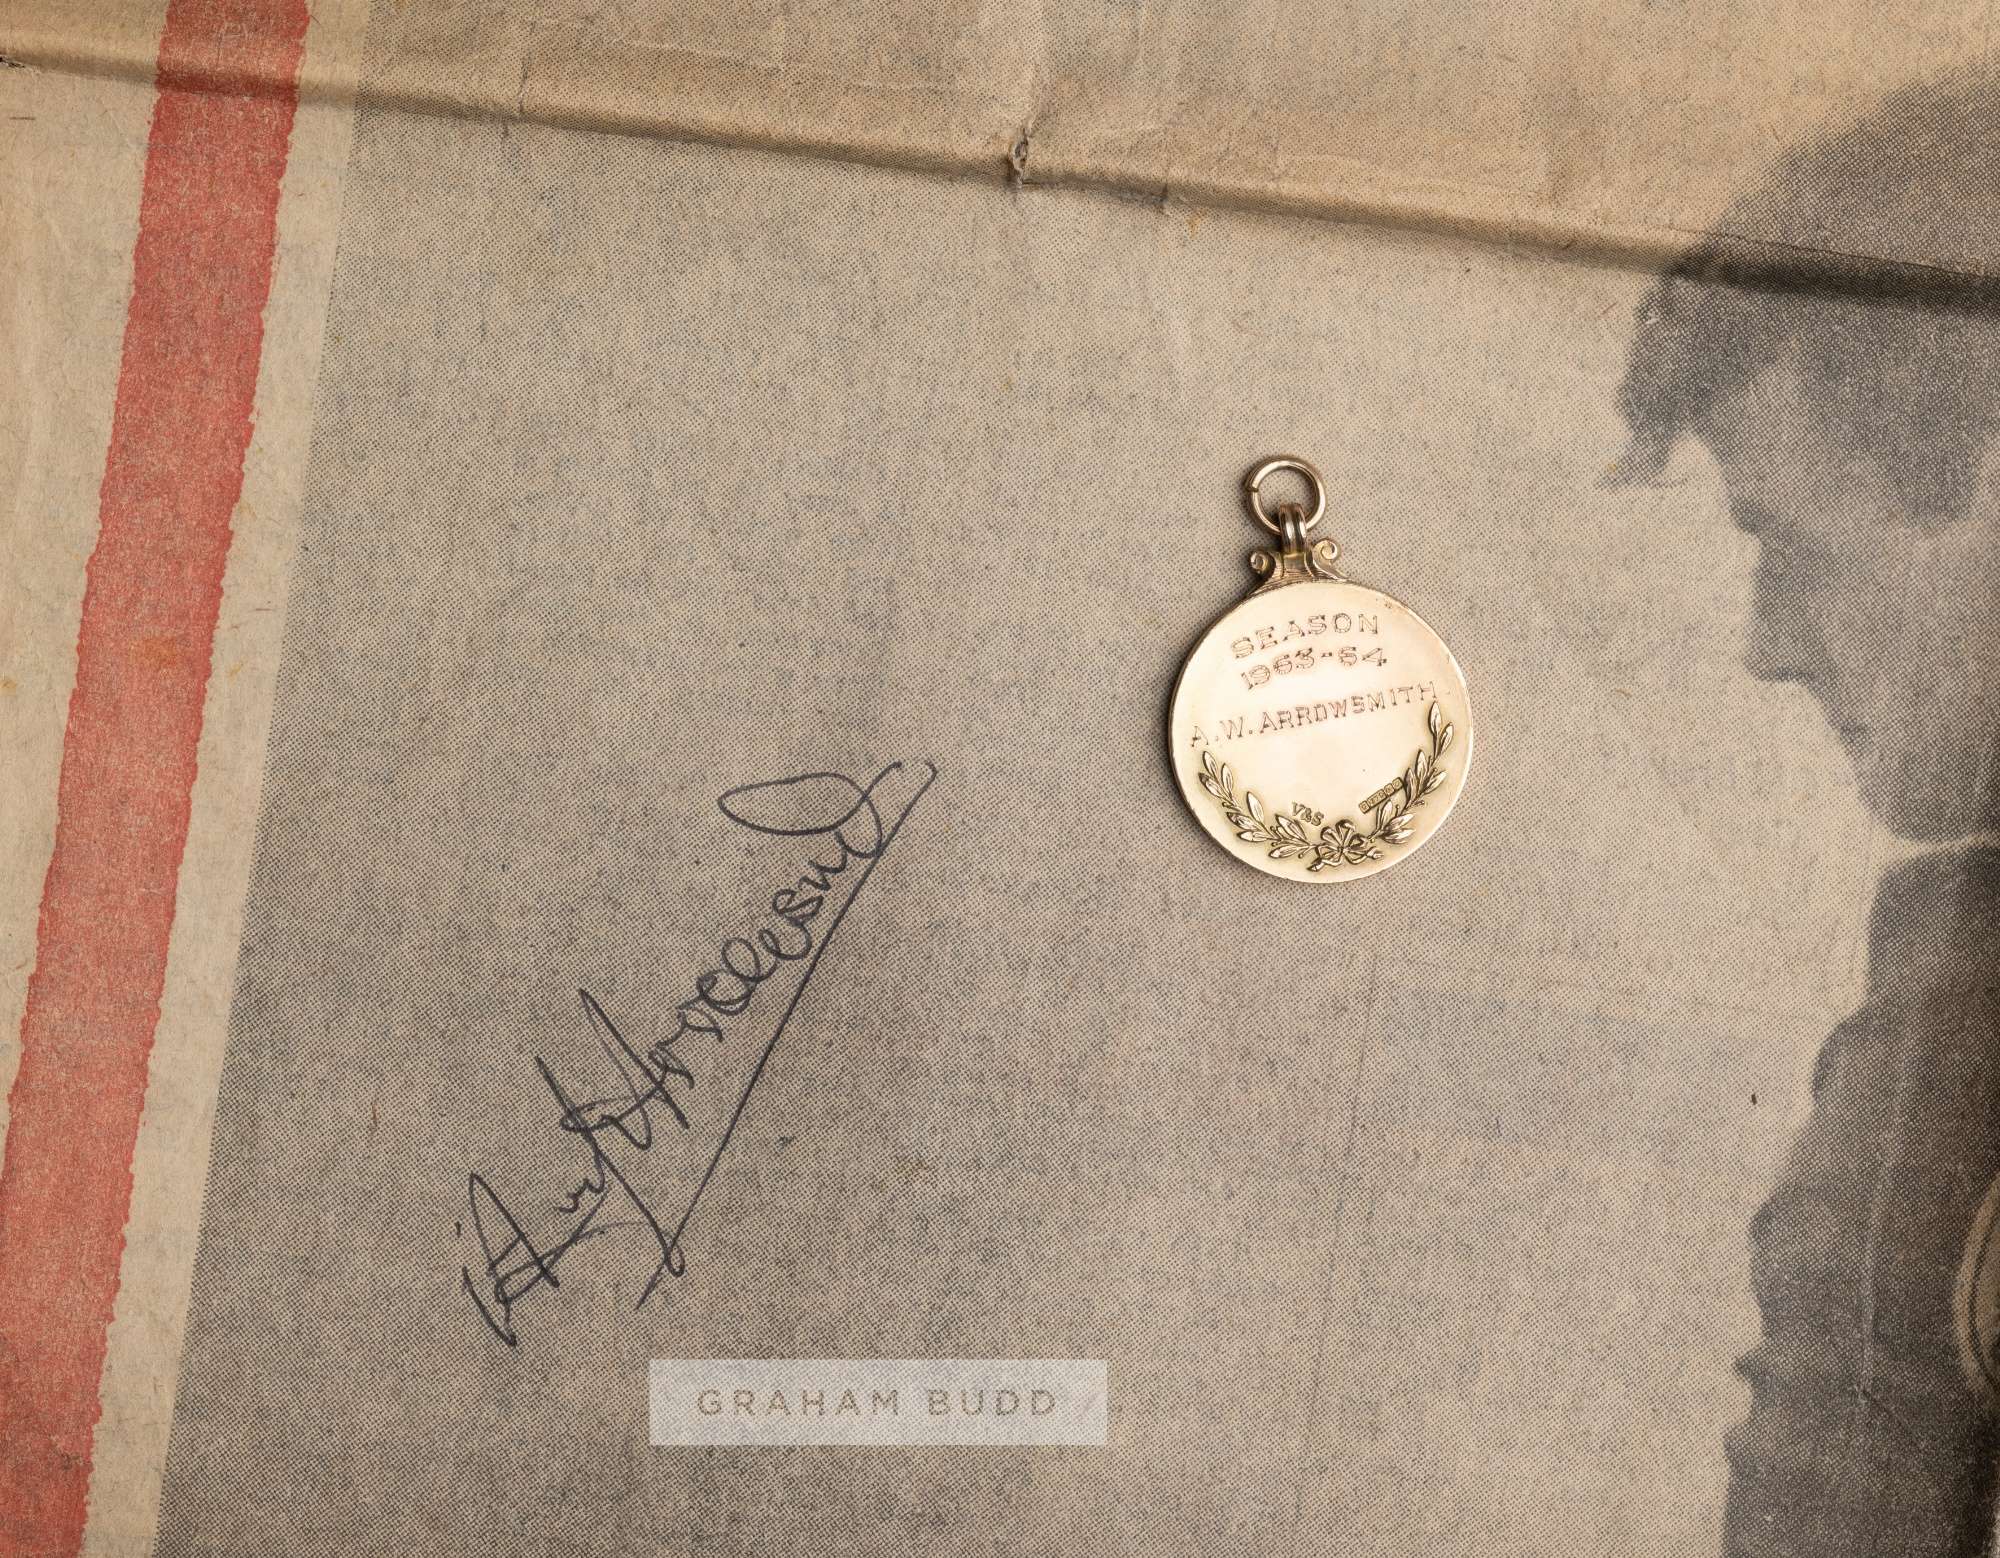 SEASON
1963-64
A.W. ARROWSMITH
V&S
GRAHAM BUDD